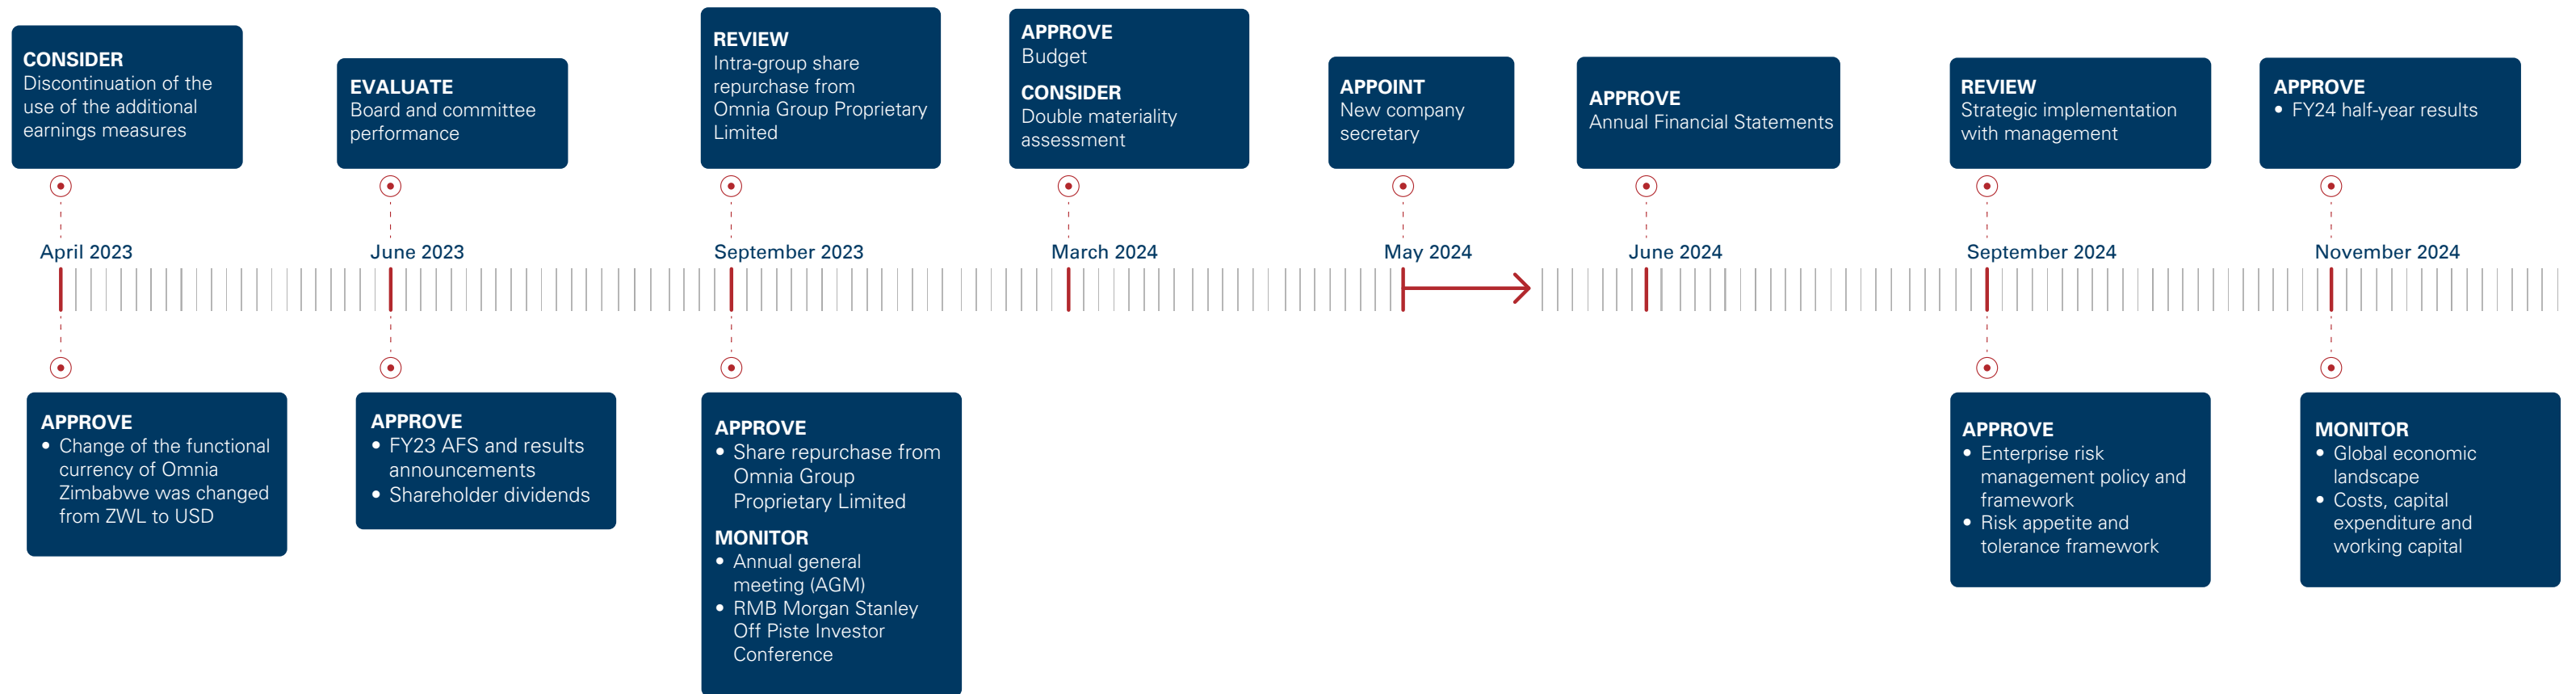 CONSIDER
Discontinuation of the
use of the additional
earnings measures
EVALUATE
Board and committee
performance
REVIEW
Intra-group share
repurchase from
Omnia Group Proprietary
Limited
APPROVE
Budget
CONSIDER
Double materiality
assessment
APPOINT
New company
secretary
APPROVE
Annual Financial Statements
REVIEW
Strategic implementation
with management
APPROVE
• FY24 half-year results
April 2023
June 2023
September 2023
March 2024
May 2024
June 2024
September 2024
November 2024
APPROVE
• Change of the functional
currency of Omnia
Zimbabwe was changed
from ZWL to USD
APPROVE
• FY23 AFS and results
announcements
• Shareholder dividends
APPROVE
• Share repurchase from
Omnia Group
Proprietary Limited
MONITOR
• Annual general
meeting (AGM)
• RMB Morgan Stanley
Off Piste Investor
Conference
APPROVE
• Enterprise risk
management policy and
framework
• Risk appetite and
tolerance framework
MONITOR
• Global economic
landscape
• Costs, capital
expenditure and
working capital